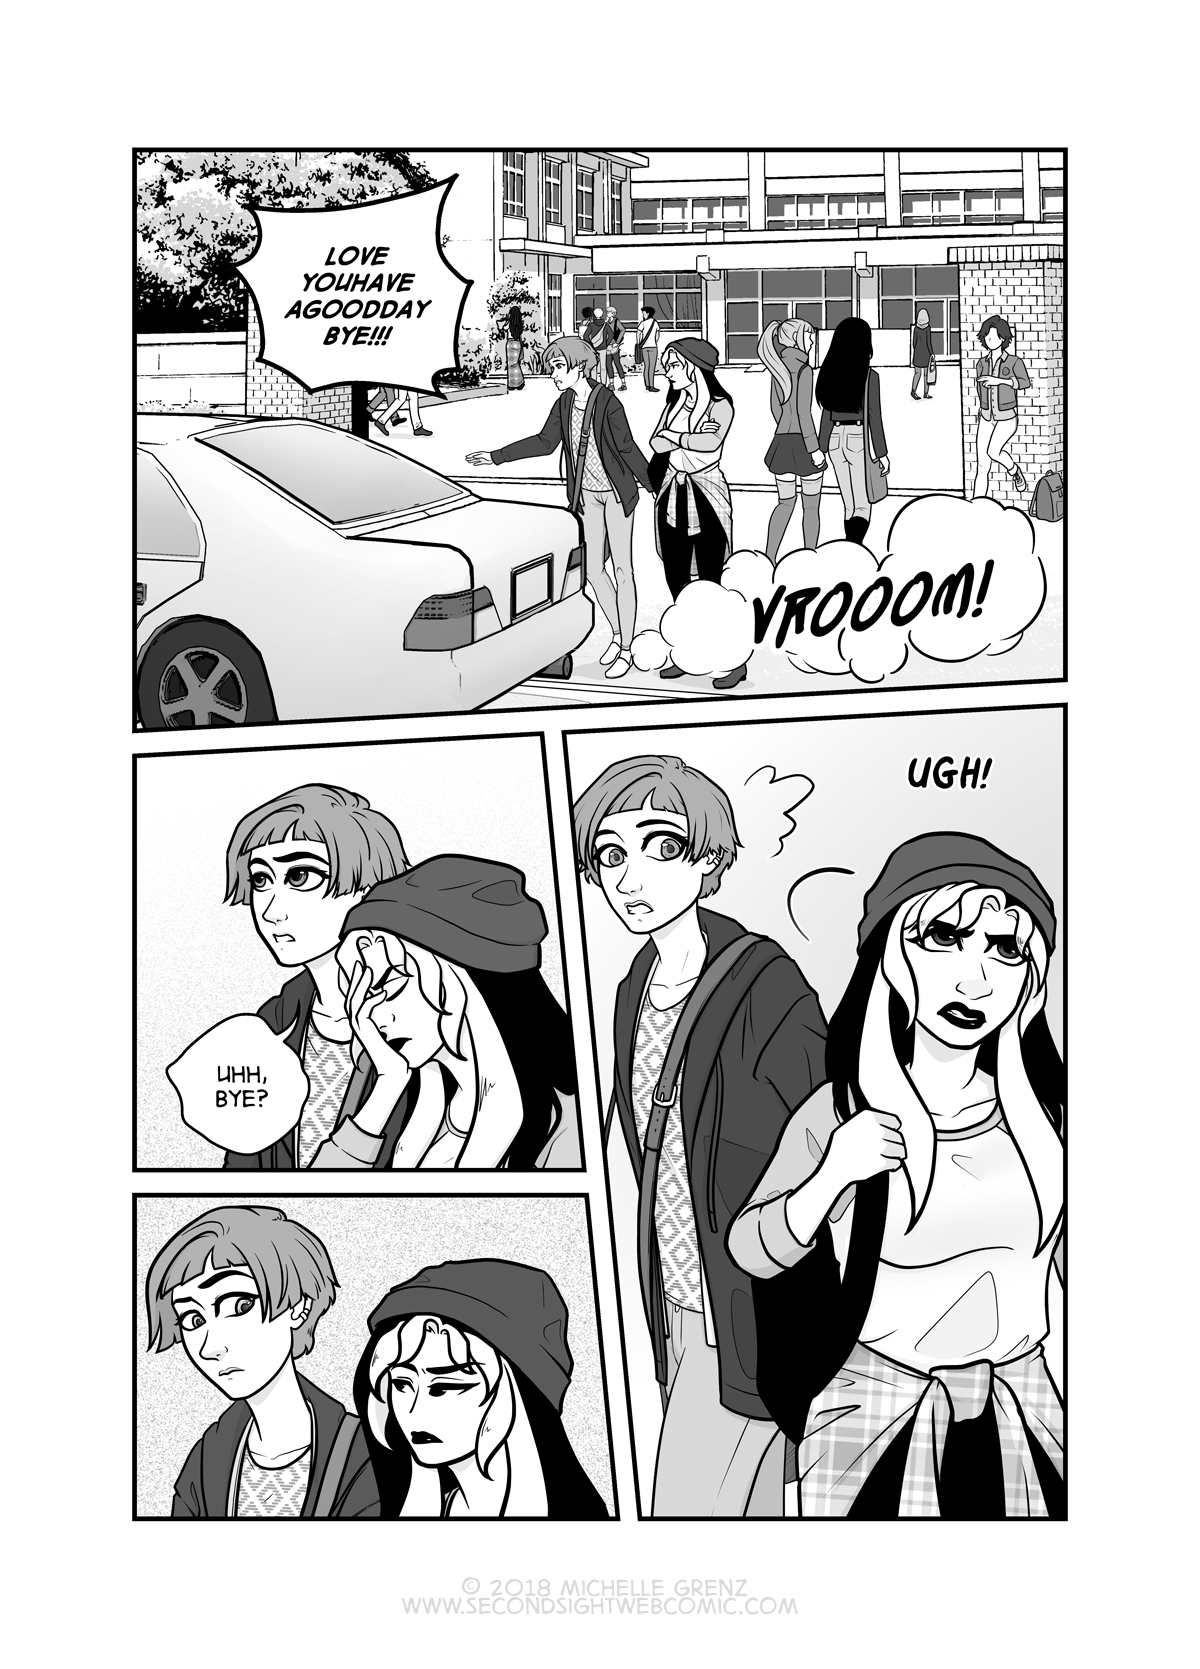 LOVE
YOUHAVE
AGOODDAY
BYE!!!
VROOOM!
UHH,
BYE?
UGH!
© 2018 MICHELLE GRENZ
WWW.SECONDSIGHTWEBCOMIC.COM